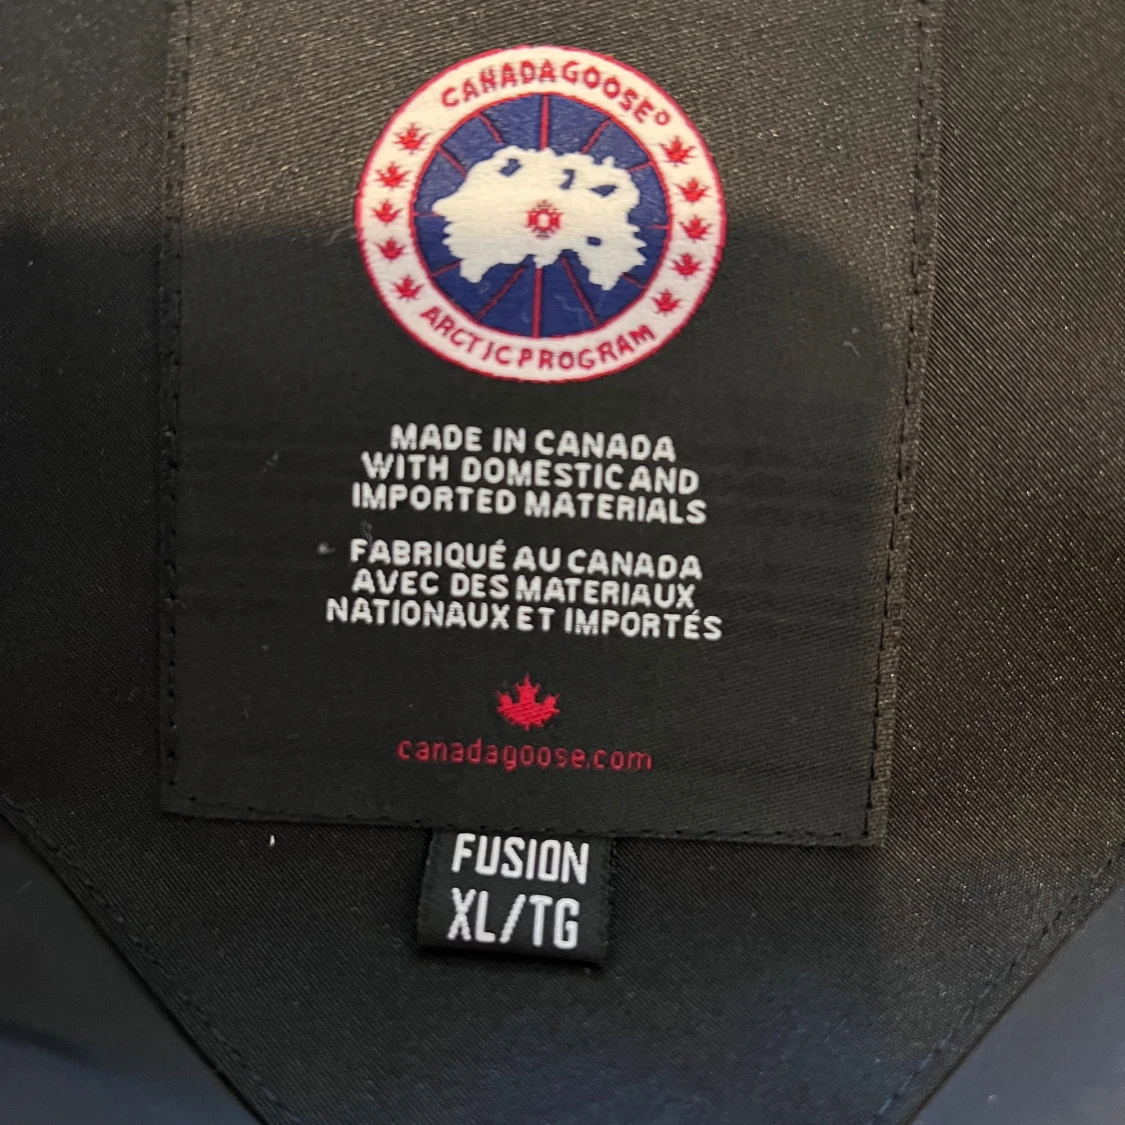 CANADA GOOSE®
ARCTIC PROGRAM
MADE IN CANADA
WITH DOMESTIC AND
IMPORTED MATERIALS
FABRIQUÉ AU CANADA
AVEC DES MATERIAUX
NATIONAUX ET IMPORTÉS
canadagoose.com
FUSION
XL/TG